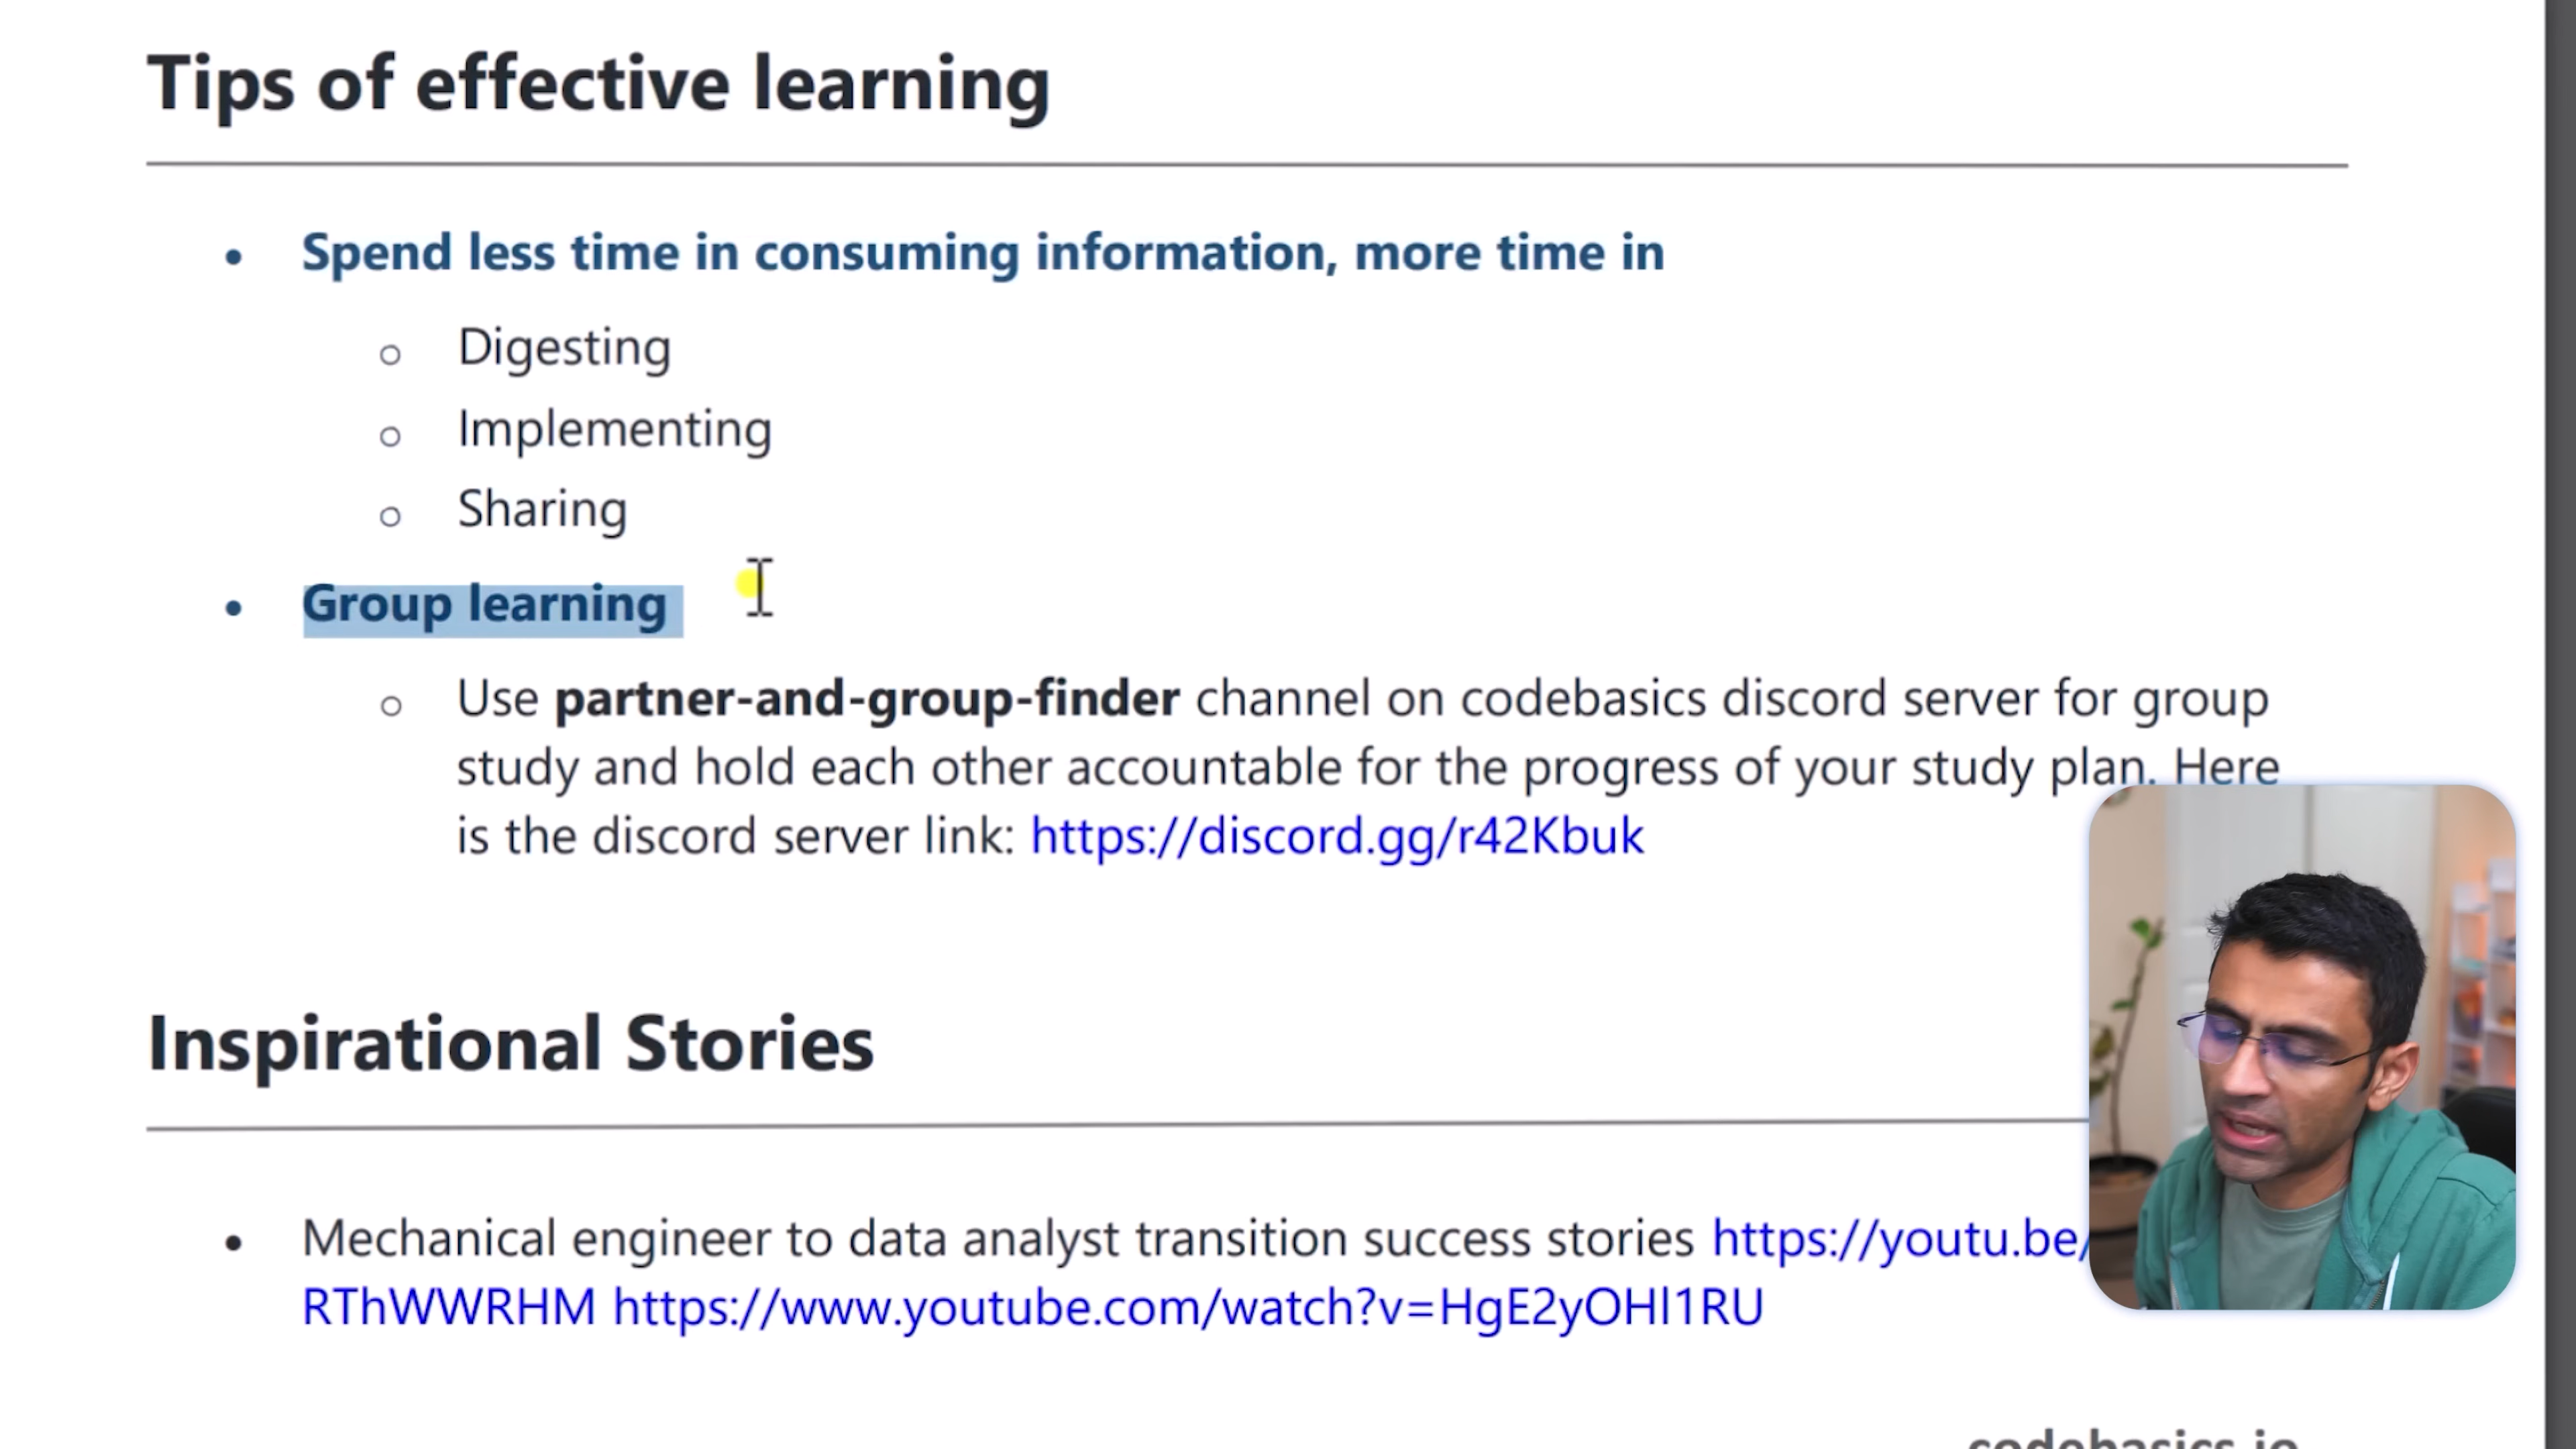 Tips of effective learning
• Spend less time in consuming information, more time in
○ Digesting
○ Implementing
○ Sharing
• Group learning
○ Use partner-and-group-finder channel on codebasics discord server for group
study and hold each other accountable for the progress of your study plan. Here
is the discord server link: https://discord.gg/r42Kbuk
Inspirational Stories
• Mechanical engineer to data analyst transition success stories https://youtu.be/
RThWWRHM https://www.youtube.com/watch?v=HgE2yOHl1RU
codebasics.io